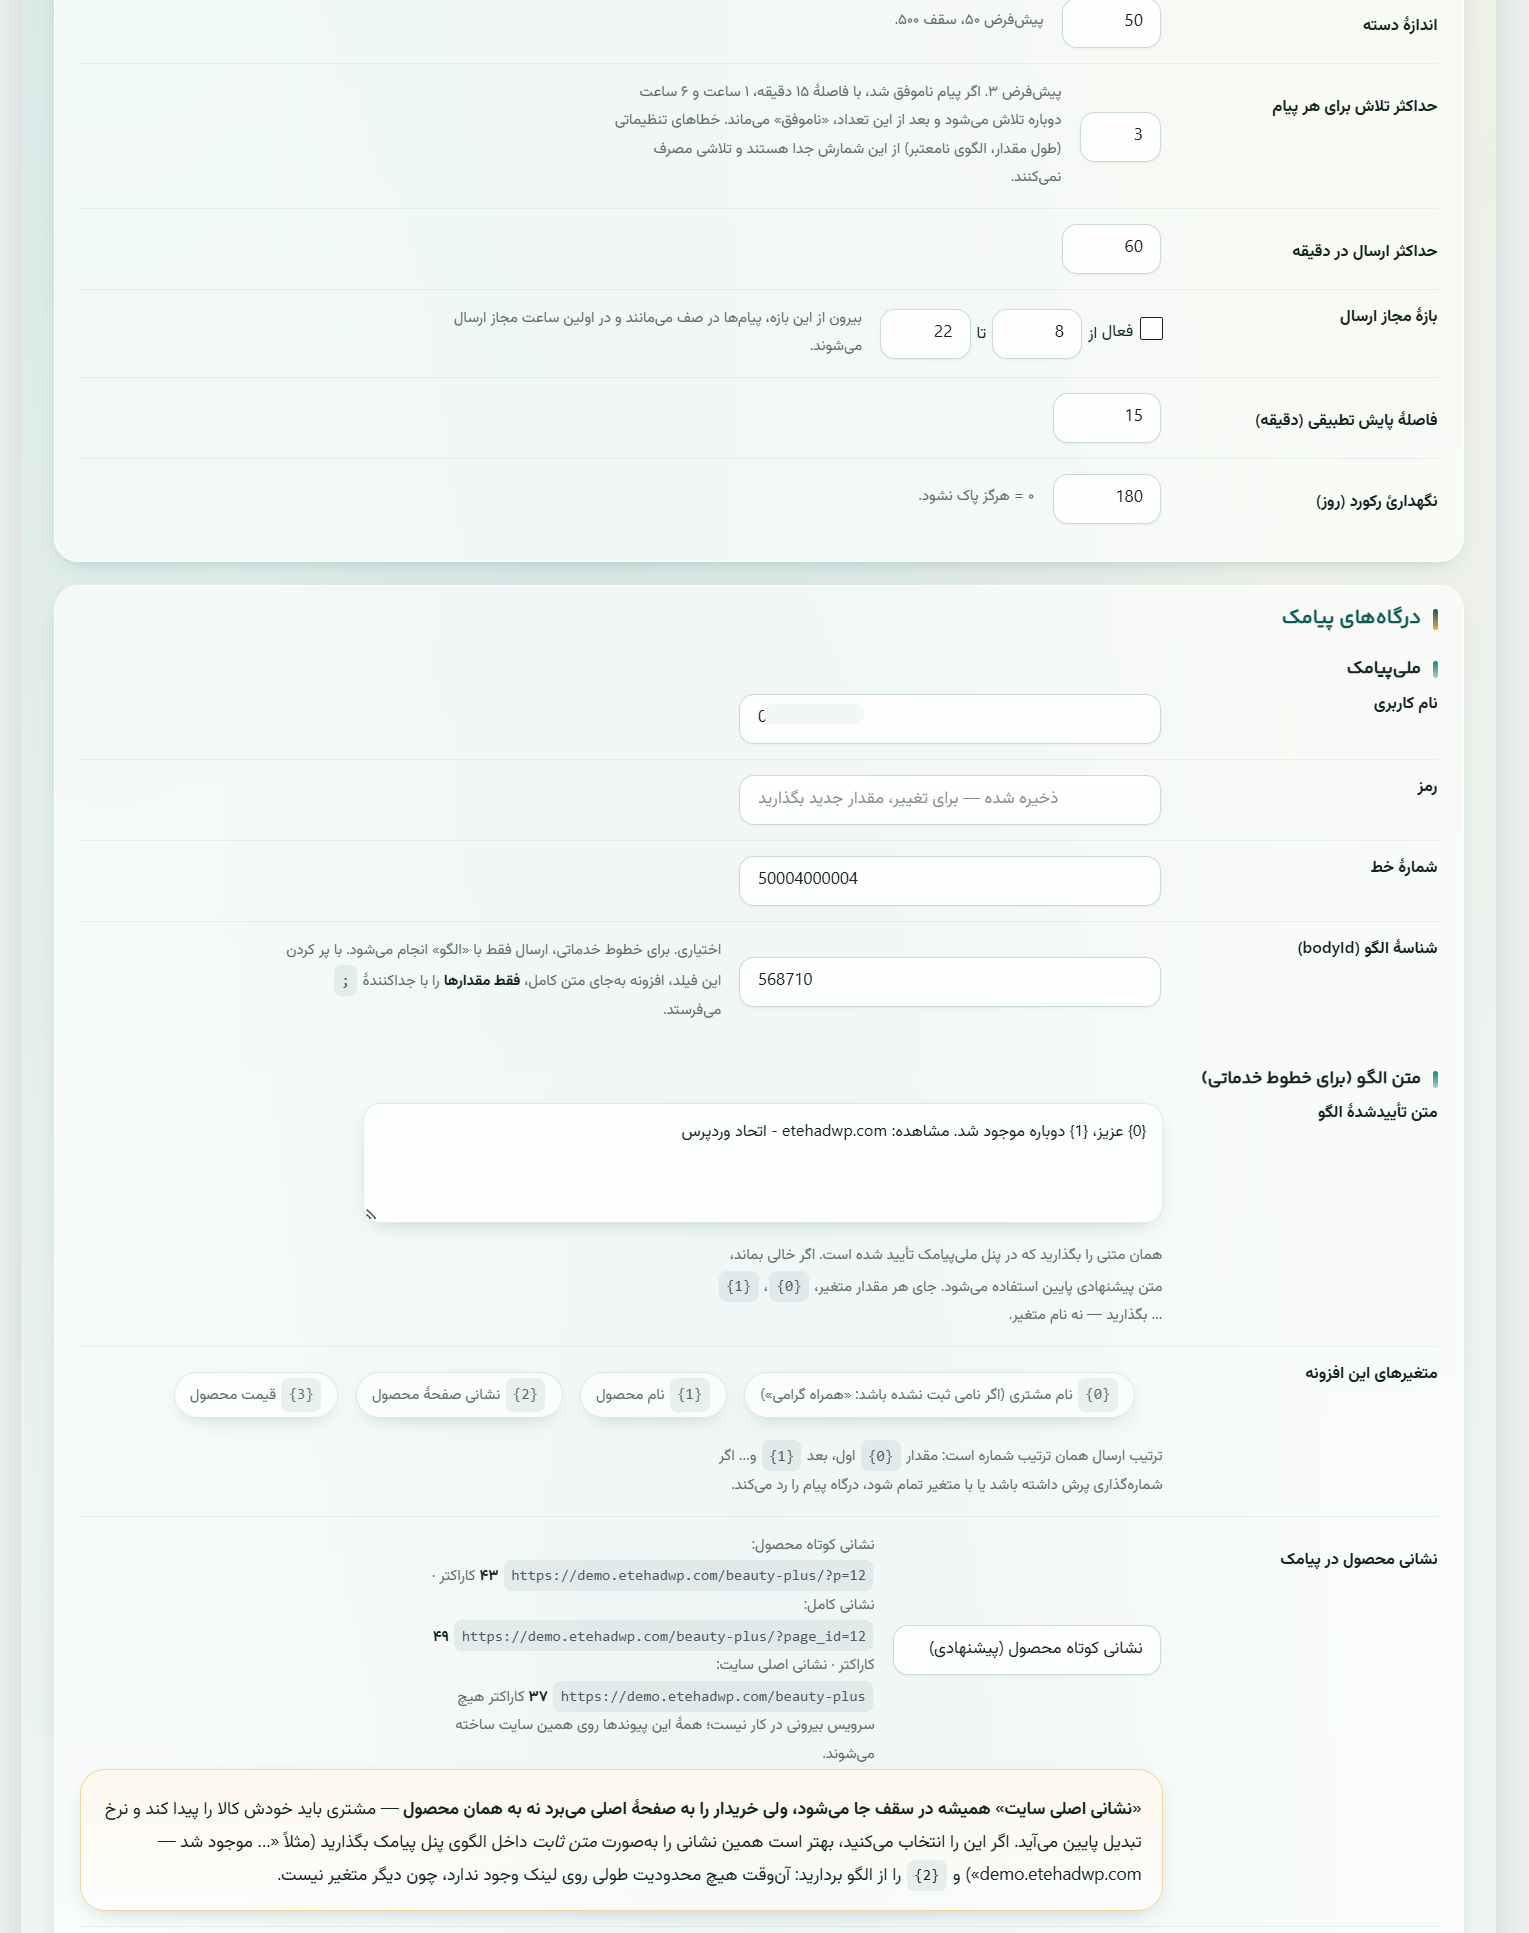 اندازهٔ دسته
50
پیش‌فرض ۵۰، سقف ۵۰۰.
حداکثر تلاش برای هر پیام
3
پیش‌فرض ۳. اگر پیام ناموفق شد، با فاصلهٔ ۱۵ دقیقه، ۱ ساعت و ۶ ساعت
دوباره تلاش می‌شود و بعد از این تعداد، «ناموفق» می‌ماند. خطاهای تنظیماتی
(طول مقدار، الگوی نامعتبر) از این شمارش جدا هستند و تلاشی مصرف
نمی‌کنند.
حداکثر ارسال در دقیقه
60
بازهٔ مجاز ارسال
فعال از 8 تا 22
بیرون از این بازه، پیام‌ها در صف می‌مانند و در اولین ساعت مجاز ارسال
می‌شوند.
فاصلهٔ پایش تطبیقی (دقیقه)
15
نگهداریٔ رکورد (روز)
180
۰ = هرگز پاک نشود.
درگاه‌های پیامک
ملی‌پیامک
نام کاربری
0
رمز
ذخیره شده — برای تغییر، مقدار جدید بگذارید
شمارهٔ خط
50004000004
شناسهٔ الگو (bodyId)
568710
اختیاری. برای خطوط خدماتی، ارسال فقط با «الگو» انجام می‌شود. با پر کردن
این فیلد، افزونه به‌جای متن کامل، فقط مقدارها را با جداکنندهٔ ;
می‌فرستد.
متن الگو (برای خطوط خدماتی)
متن تأییدشدهٔ الگو
{0} عزیز، {1} دوباره موجود شد. مشاهده: etehadwp.com - اتحاد وردپرس
همان متنی را بگذارید که در پنل ملی‌پیامک تأیید شده است. اگر خالی بماند،
متن پیشنهادی پایین استفاده می‌شود. جای هر مقدار متغیر، {0}، {1}
... بگذارید — نه نام متغیر.
متغیرهای این افزونه
{0} نام مشتری (اگر نامی ثبت نشده باشد: «همراه گرامی»)
{1} نام محصول
{2} نشانی صفحهٔ محصول
{3} قیمت محصول
ترتیب ارسال همان ترتیب شماره است: مقدار {0} اول، بعد {1} و... اگر
شماره‌گذاری پرش داشته باشد یا با متغیر تمام شود، درگاه پیام را رد می‌کند.
نشانی محصول در پیامک
نشانی کوتاه محصول (پیشنهادی)
نشانی کوتاه محصول:
https://demo.etehadwp.com/beauty-plus/?p=12 ۴۳ کاراکتر ·
نشانی کامل:
https://demo.etehadwp.com/beauty-plus/?page_id=12 ۴۹
کاراکتر · نشانی اصلی سایت:
https://demo.etehadwp.com/beauty-plus ۳۷ کاراکتر هیچ
سرویس بیرونی در کار نیست؛ همهٔ این پیوندها روی همین سایت ساخته
می‌شوند.
«نشانی اصلی سایت» همیشه در سقف جا می‌شود، ولی خریدار را به صفحهٔ اصلی می‌برد نه به همان محصول — مشتری باید خودش کالا را پیدا کند و نرخ
تبدیل پایین می‌آید. اگر این را انتخاب می‌کنید، بهتر است همین نشانی را به‌صورت متن ثابت داخل الگوی پنل پیامک بگذارید (مثلاً «... موجود شد —
demo.etehadwp.com») و {2} را از الگو بردارید: آن‌وقت هیچ محدودیت طولی روی لینک وجود ندارد، چون دیگر متغیر نیست.